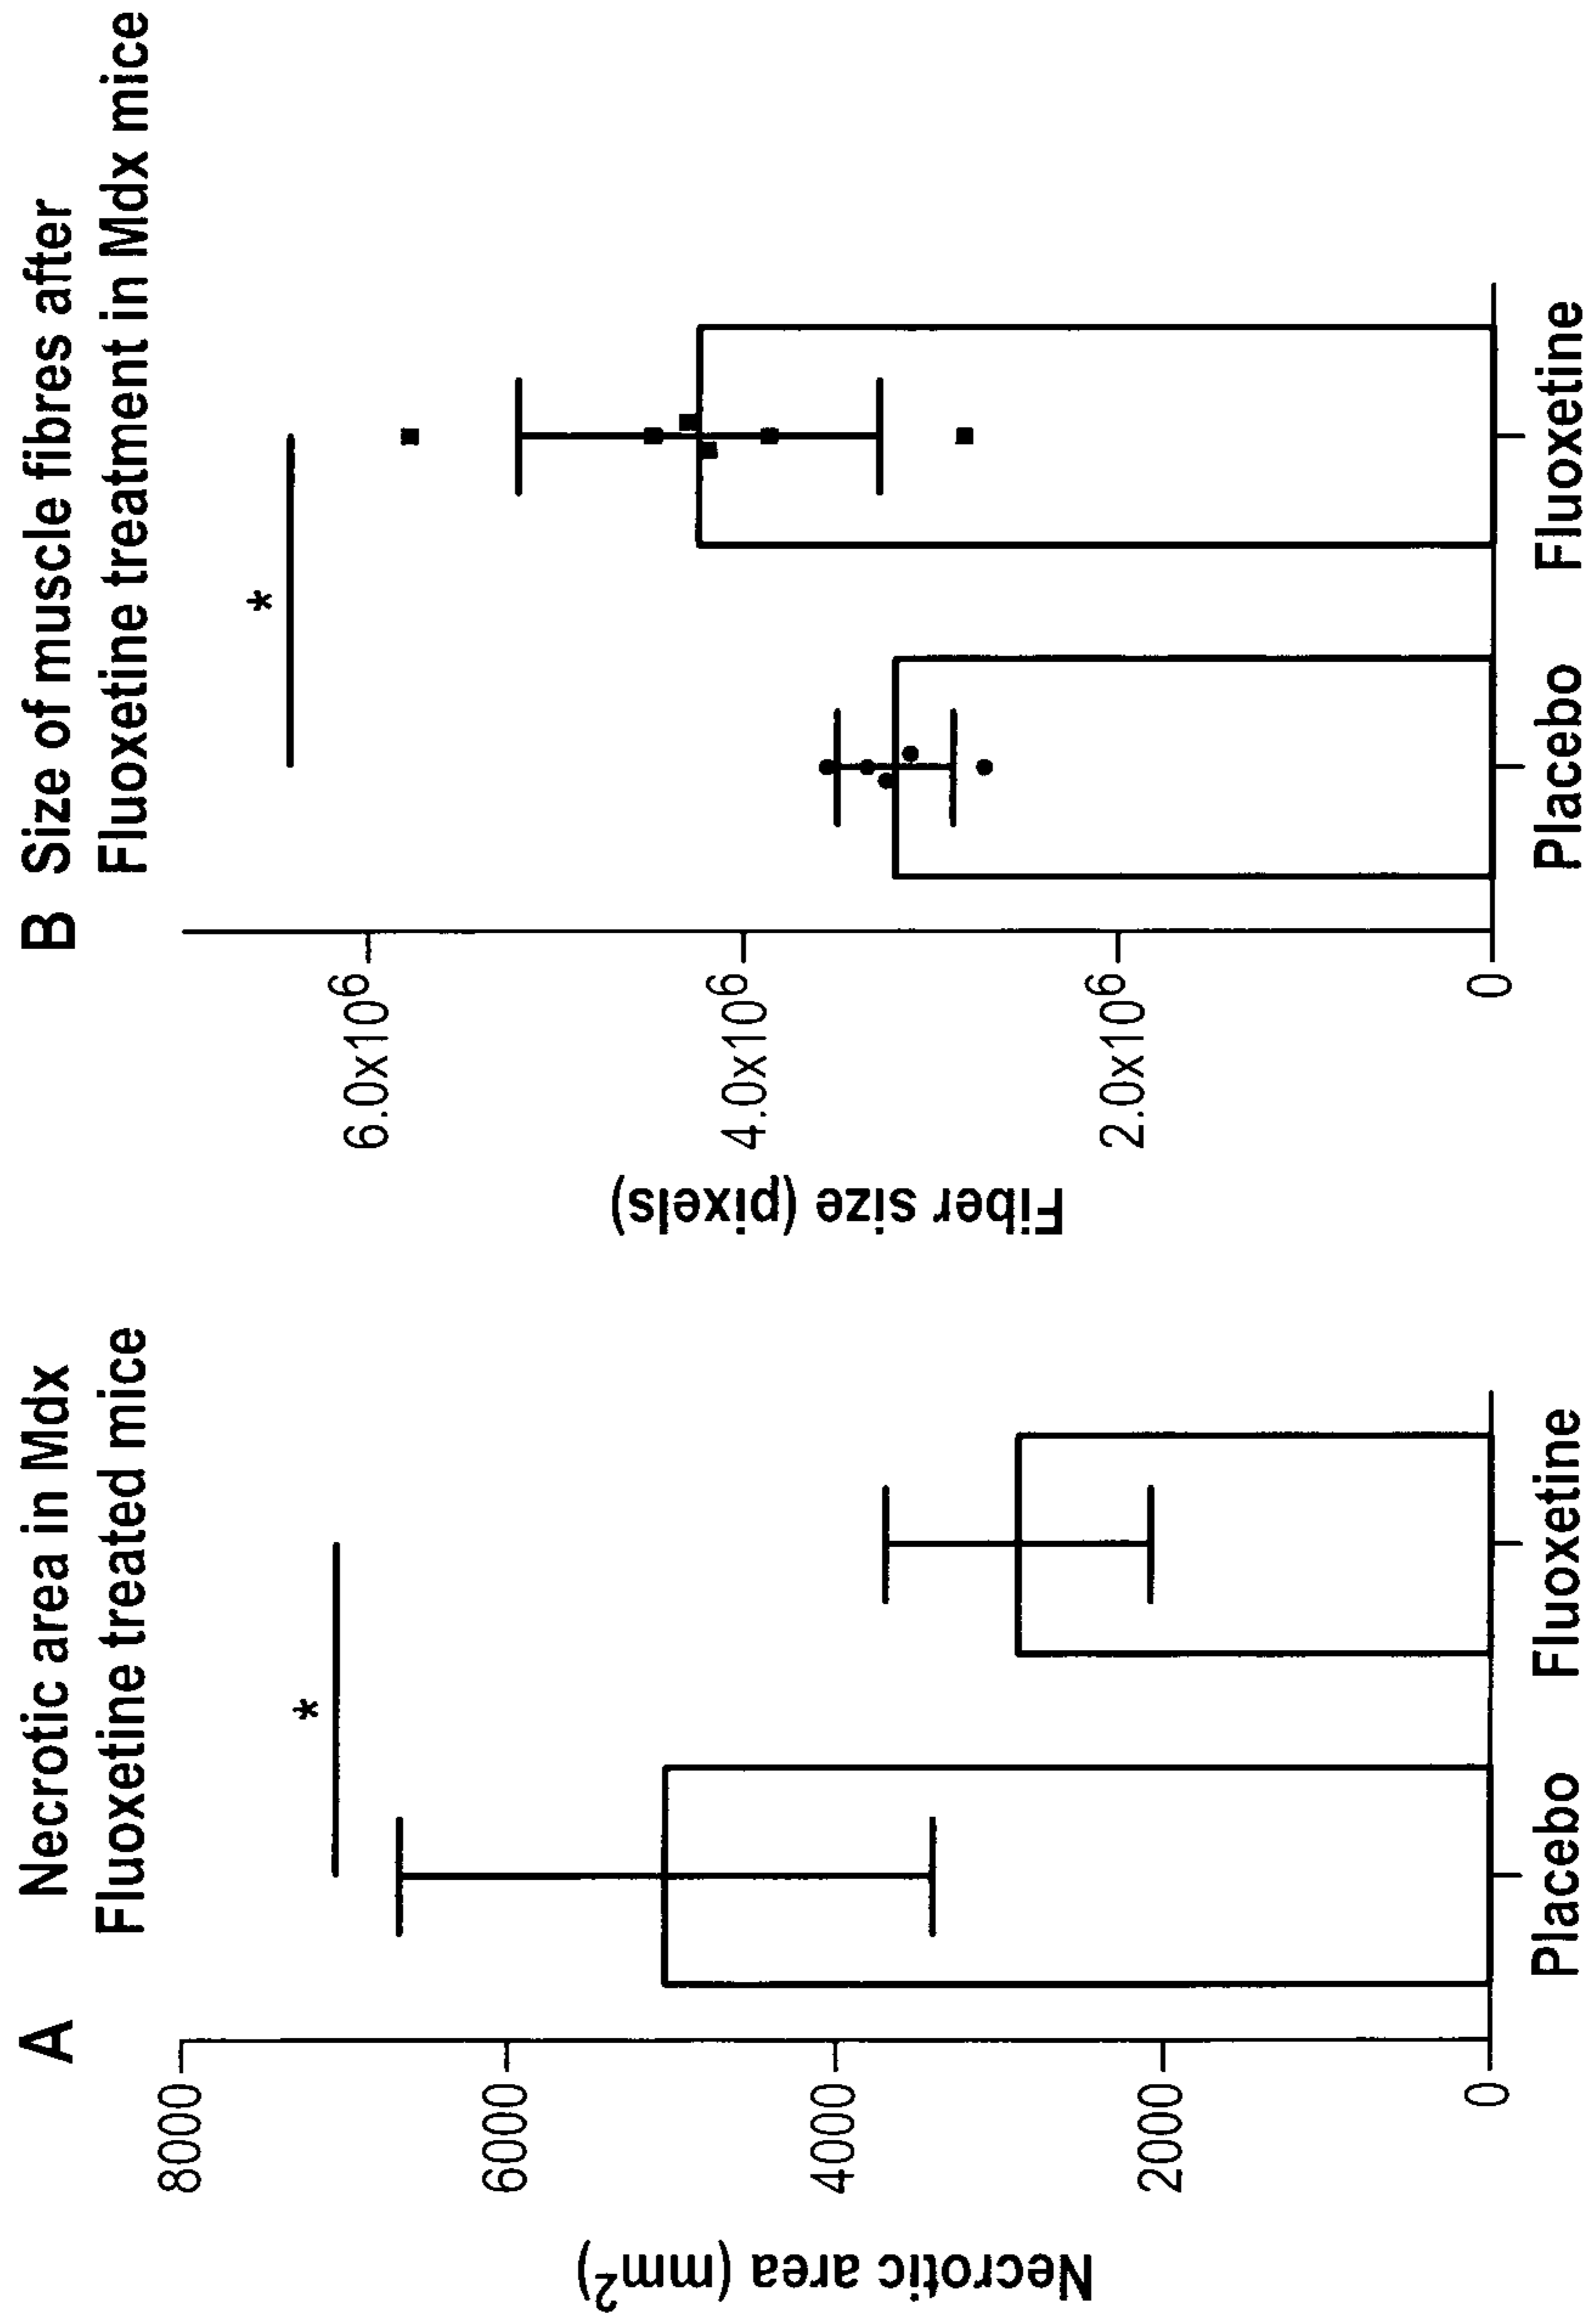 A Necrotic area in Mdx
Fluoxetine treated mice
*
8000
6000
4000
2000
0
Necrotic area (mm²)
Placebo Fluoxetine
B Size of muscle fibres after
Fluoxetine treatment in Mdx mice
*
6.0x10⁶
4.0x10⁶
2.0x10⁶
0
Fiber size (pixels)
Placebo Fluoxetine